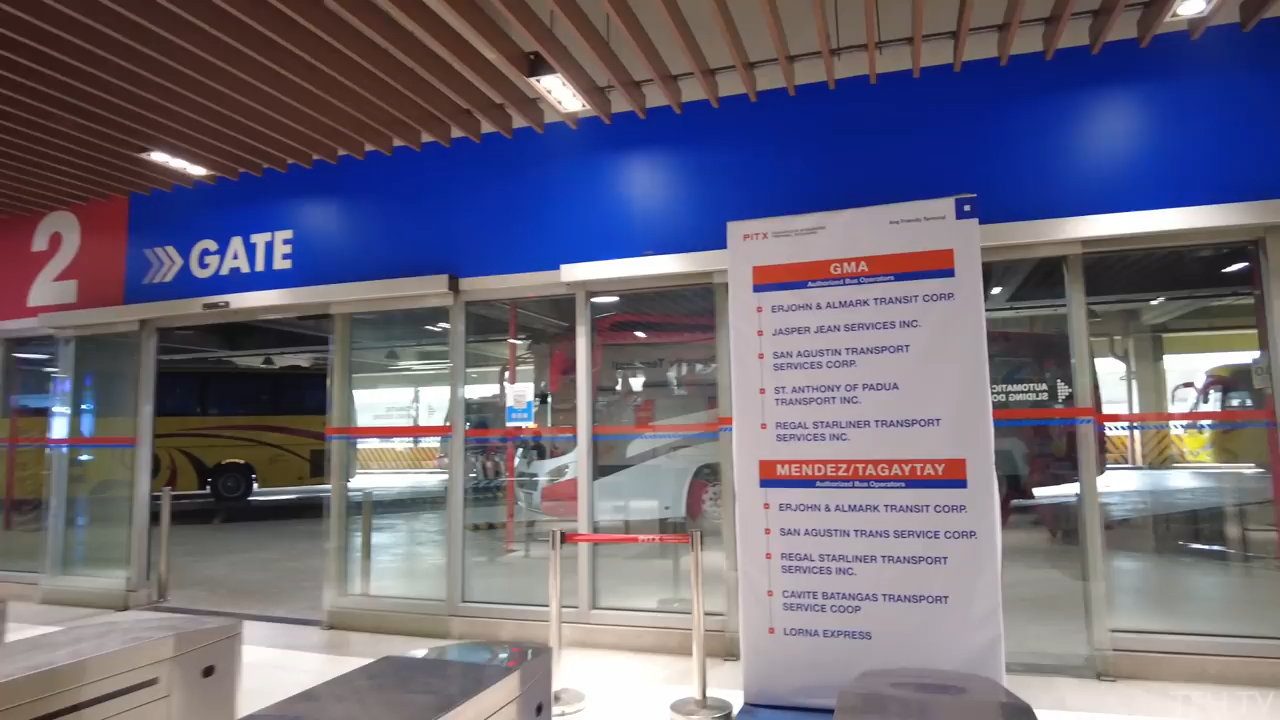 2
GATE
PITX
Ang Friendly Terminal
GMA
Authorized Bus Operators
ERJOHN & ALMARK TRANSIT CORP.
JASPER JEAN SERVICES INC.
SAN AGUSTIN TRANSPORT
SERVICES CORP.
ST. ANTHONY OF PADUA
TRANSPORT INC.
REGAL STARLINER TRANSPORT
SERVICES INC.
MENDEZ/TAGAYTAY
Authorized Bus Operators
ERJOHN & ALMARK TRANSIT CORP.
SAN AGUSTIN TRANS SERVICE CORP.
REGAL STARLINER TRANSPORT
SERVICES INC.
CAVITE BATANGAS TRANSPORT
SERVICE COOP
LORNA EXPRESS
AUTOMATIC
SLIDING
PITX